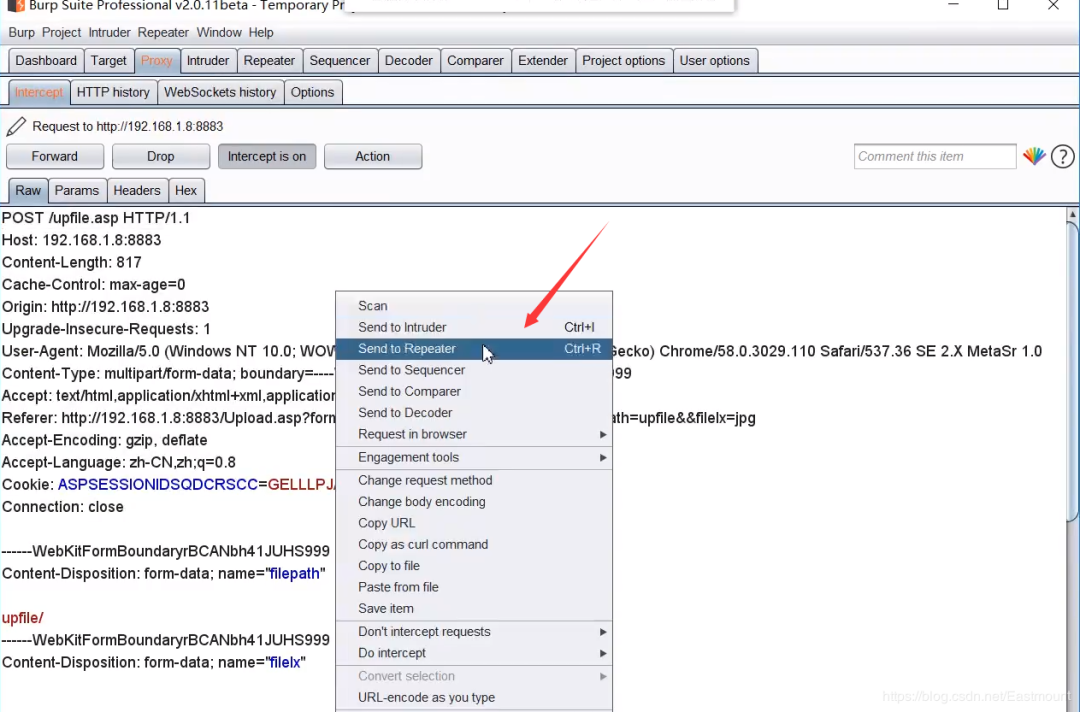 Burp Suite Professional v2.0.11beta - Temporary Pr
Burp Project Intruder Repeater Window Help
Dashboard Target Proxy Intruder Repeater Sequencer Decoder Comparer Extender Project options User options
Intercept HTTP history WebSockets history Options
Request to http://192.168.1.8:8883
Forward Drop Intercept is on Action Comment this item ?
Raw Params Headers Hex
POST /upfile.asp HTTP/1.1
Host: 192.168.1.8:8883
Content-Length: 817
Cache-Control: max-age=0
Origin: http://192.168.1.8:8883
Upgrade-Insecure-Requests: 1
User-Agent: Mozilla/5.0 (Windows NT 10.0; WOW Gecko) Chrome/58.0.3029.110 Safari/537.36 SE 2.X MetaSr 1.0
Content-Type: multipart/form-data; boundary=---- 999
Accept: text/html,application/xhtml+xml,application
Referer: http://192.168.1.8:8883/Upload.asp?form ath=upfile&&filelx=jpg
Accept-Encoding: gzip, deflate
Accept-Language: zh-CN,zh;q=0.8
Cookie: ASPSESSIONIDSQDCRSCC=GELLLPJ
Connection: close
------WebKitFormBoundaryrBCANbh41JUHS999
Content-Disposition: form-data; name="filepath"
upfile/
------WebKitFormBoundaryrBCANbh41JUHS999
Content-Disposition: form-data; name="filelx"
Scan
Send to Intruder Ctrl+I
Send to Repeater Ctrl+R
Send to Sequencer
Send to Comparer
Send to Decoder
Request in browser
Engagement tools
Change request method
Change body encoding
Copy URL
Copy as curl command
Copy to file
Paste from file
Save item
Don't intercept requests
Do intercept
Convert selection
URL-encode as you type
https://blog.csdn.net/Eastmount